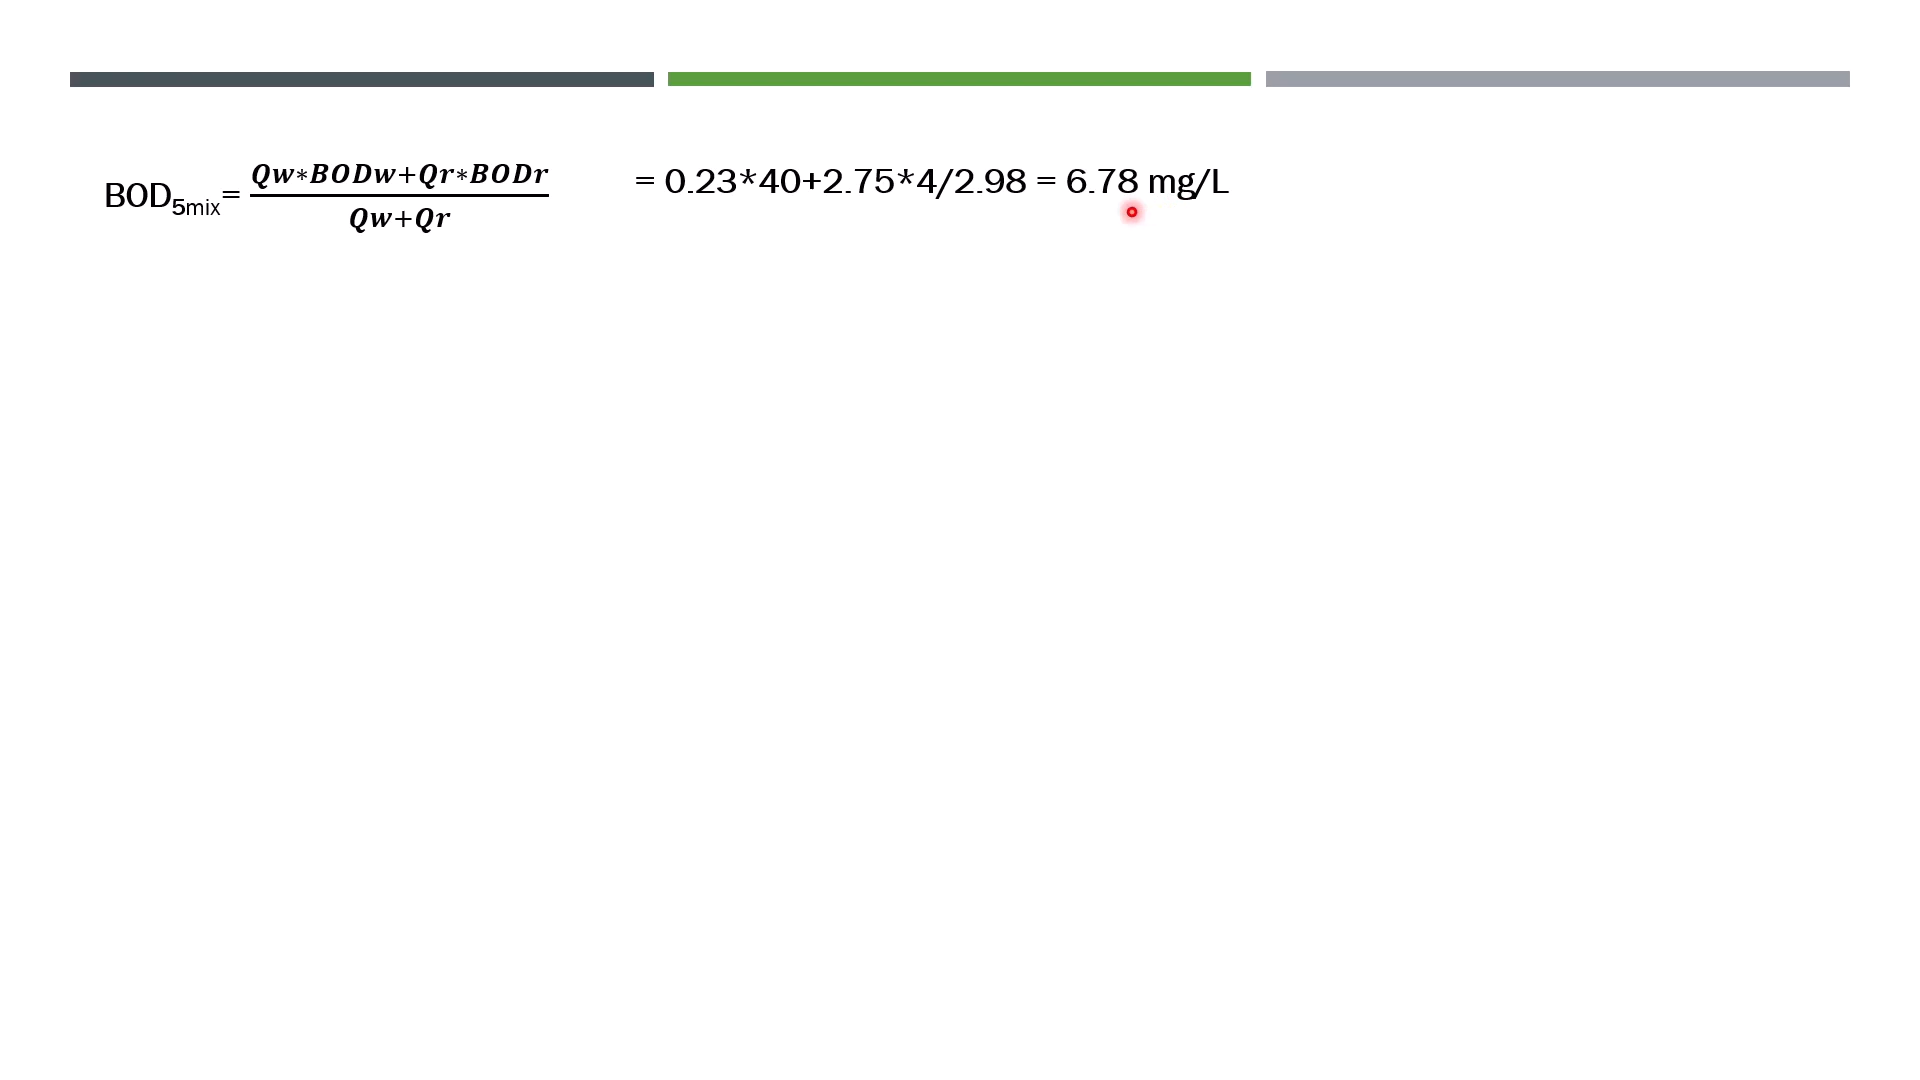 BOD5mix= Qw*BODw+Qr*BODr / Qw+Qr = 0.23*40+2.75*4/2.98 = 6.78 mg/L